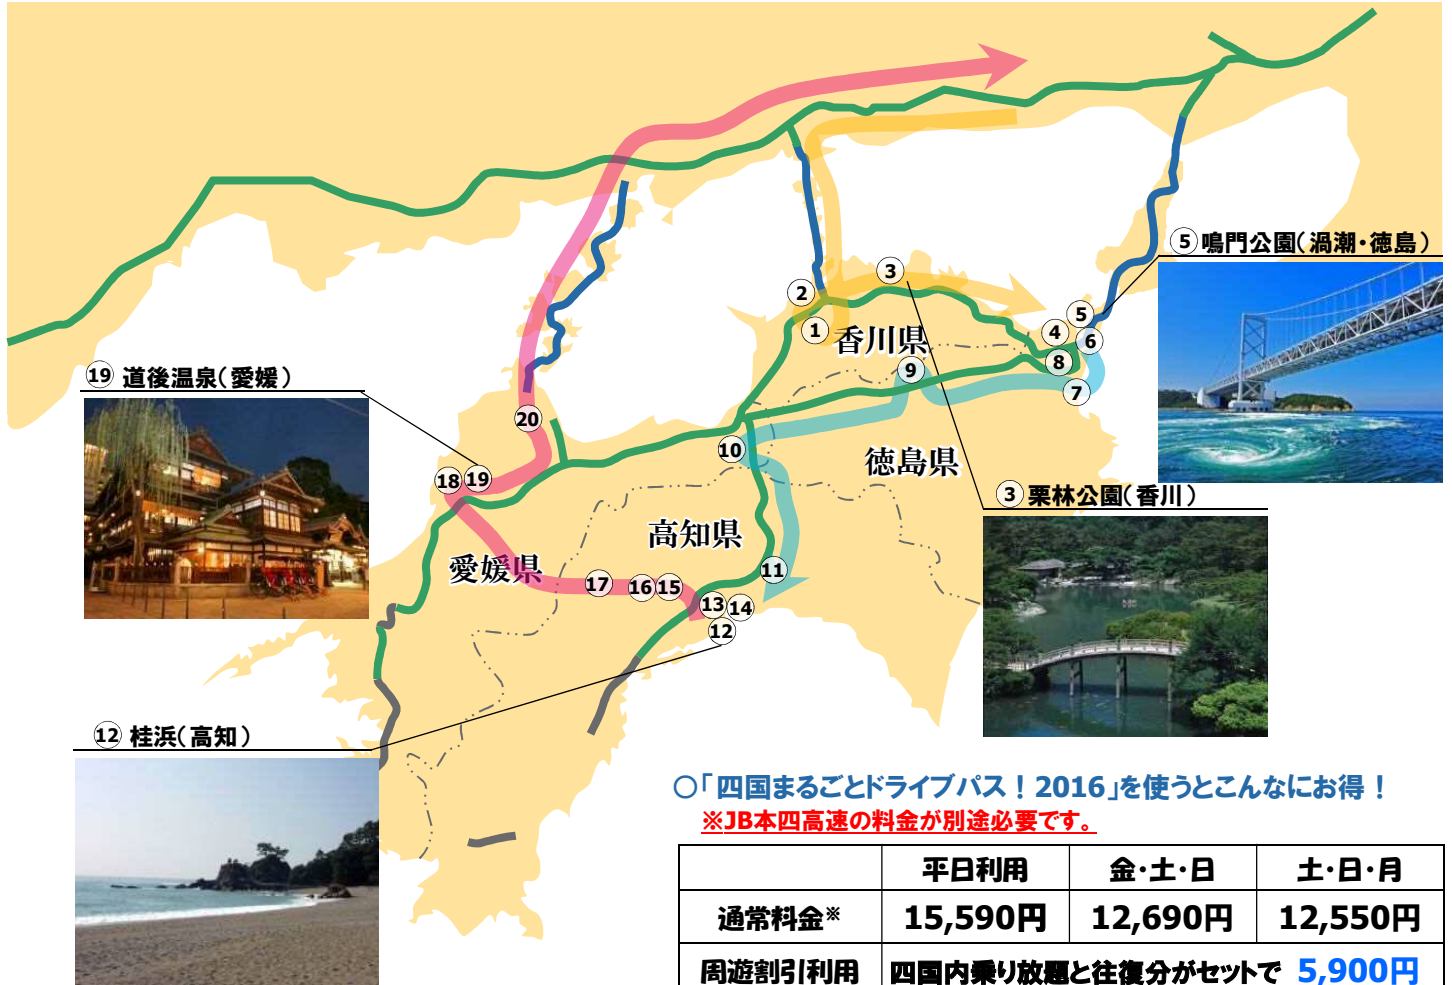 ⑤鳴門公園(渦潮・徳島)
②
③
①
香川県
④
⑤
⑥
⑧
⑨
⑦
⑲ 道後温泉(愛媛)
⑳
⑩
徳島県
⑱ ⑲
③ 栗林公園(香川)
高知県
愛媛県
⑪
⑰ ⑯ ⑮
⑬ ⑭
⑫
⑫ 桂浜(高知)
○「四国まるごとドライブパス!2016」を使うとこんなにお得!
※JB本四高速の料金が別途必要です。
平日利用 金・土・日 土・日・月
通常料金※ 15,590円 12,690円 12,550円
周遊割引利用 四国内乗り放題と往復分がセットで 5,900円